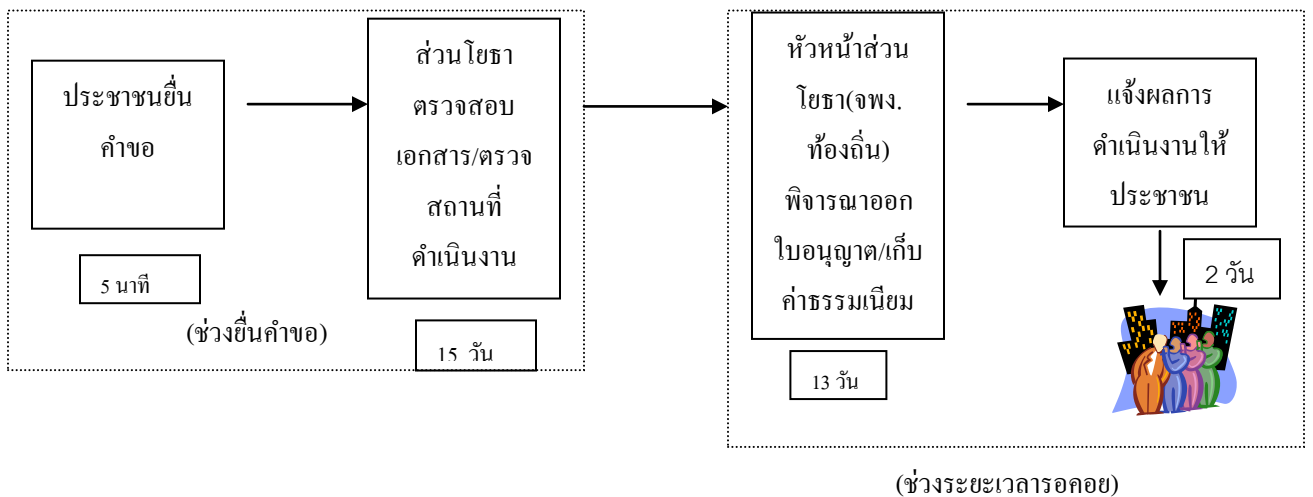 ประชาชนยื่น
คำขอ
5 นาที
(ช่วงยื่นคำขอ)
ส่วนโยธา
ตรวจสอบ
เอกสาร/ตรวจ
สถานที่
ดำเนินงาน
15 วัน
หัวหน้าส่วน
โยธา(จพง.
ท้องถิ่น)
พิจารณาออก
ใบอนุญาต/เก็บ
ค่าธรรมเนียม
13 วัน
แจ้งผลการ
ดำเนินงานให้
ประชาชน
2 วัน
(ช่วงระยะเวลารอคอย)